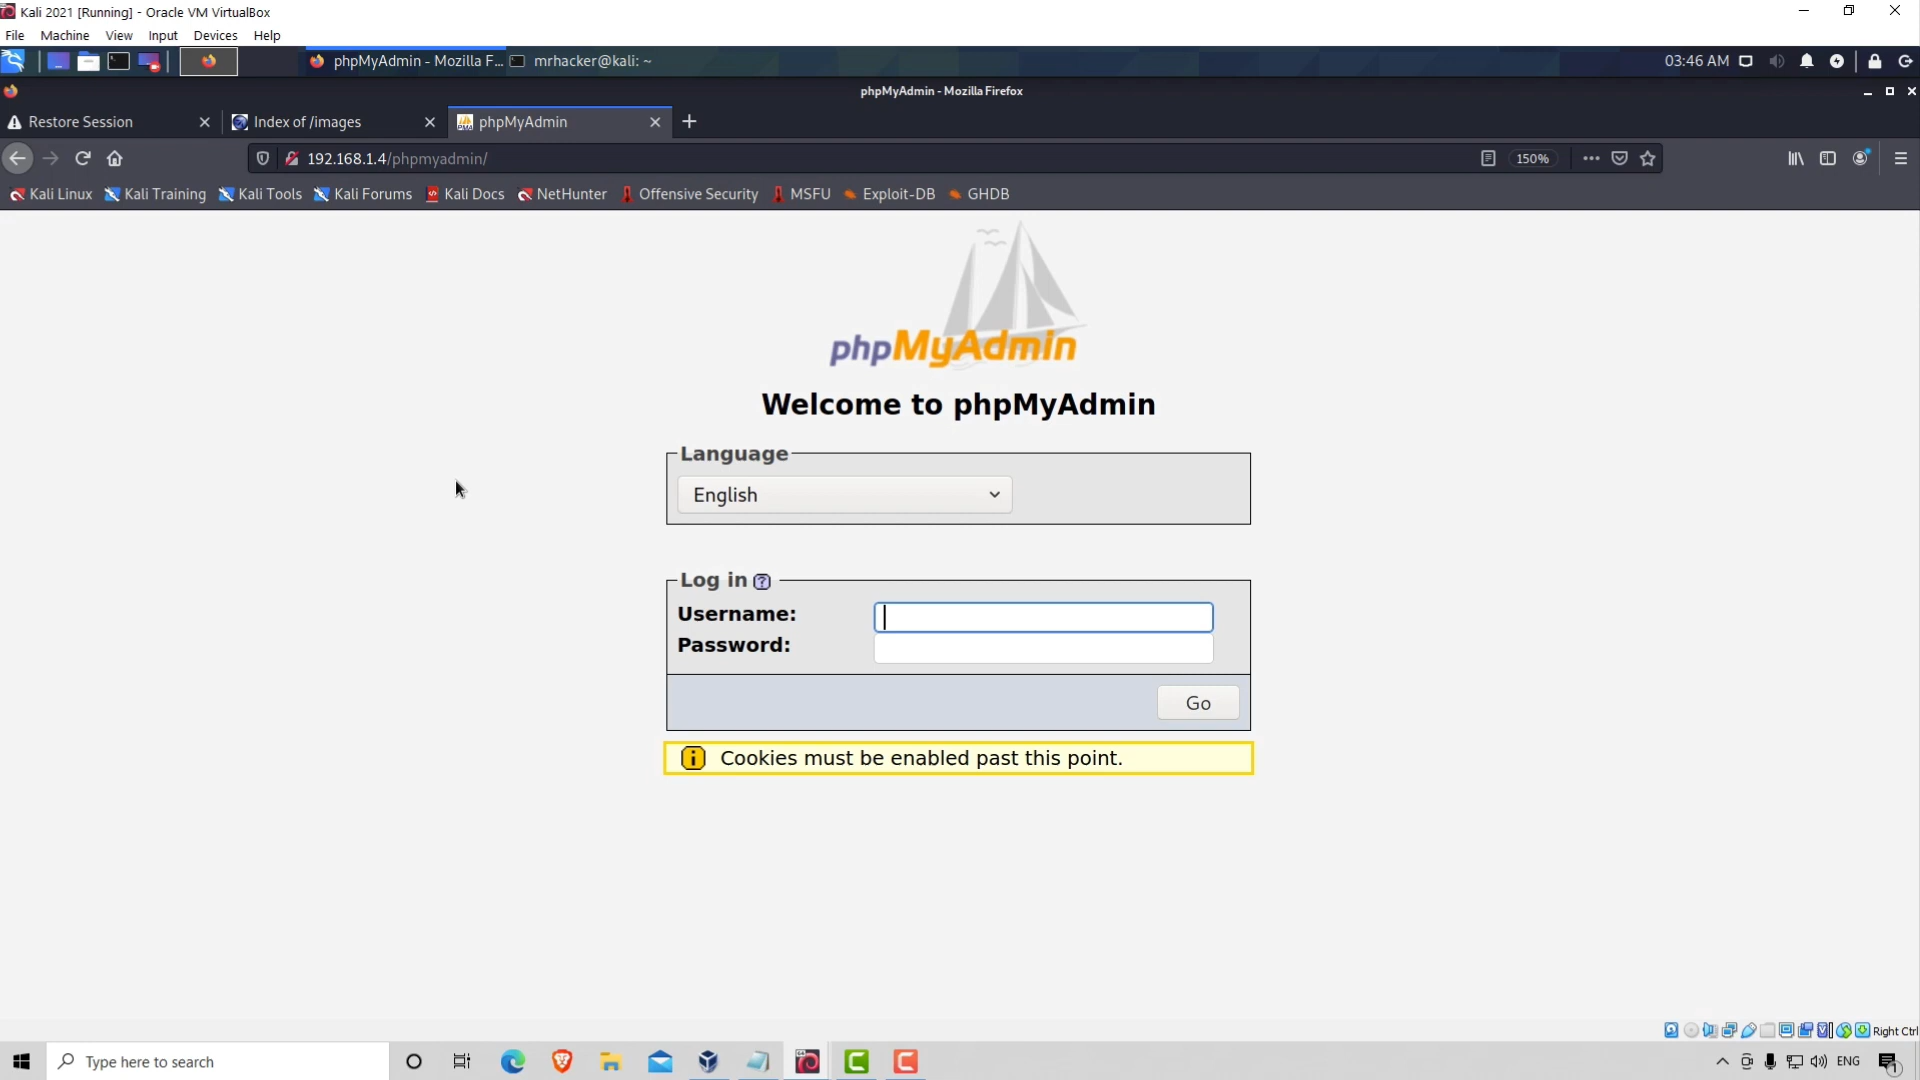 Kali 2021 [Running] - Oracle VM VirtualBox
File Machine View Input Devices Help
phpMyAdmin - Mozilla F... mrhacker@kali: ~ 03:46 AM
phpMyAdmin - Mozilla Firefox
Restore Session Index of /images phpMyAdmin
192.168.1.4/phpmyadmin/ 150%
Kali Linux Kali Training Kali Tools Kali Forums Kali Docs NetHunter Offensive Security MSFU Exploit-DB GHDB
phpMyAdmin
Welcome to phpMyAdmin
Language
English
Log in ?
Username:
Password:
Go
i Cookies must be enabled past this point.
Right Ctrl
Type here to search ENG